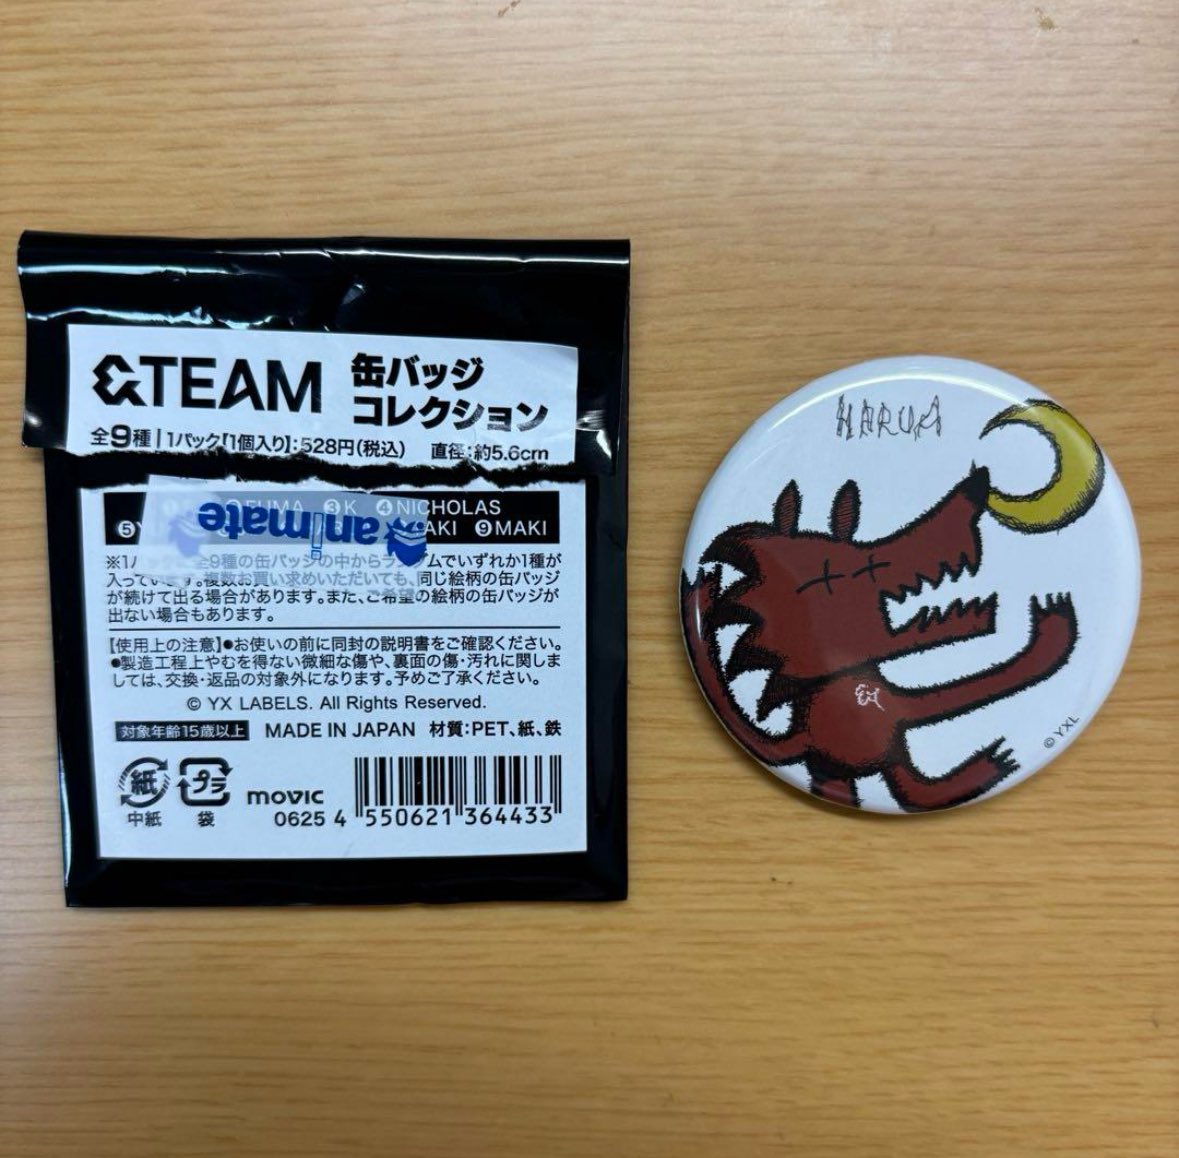 &TEAM 缶バッジ
コレクション
全9種 | 1パック[1個入り]:528円(税込) 直径:約5.6cm
FUMA ③K ④NICHOLAS
⑤ AKI ⑨MAKI
animate
※1パック 全9種の缶バッジの中からランダムでいずれか1種が
入っています。複数お買い求めいただいても、同じ絵柄の缶バッジ
が続けて出る場合があります。また、ご希望の絵柄の缶バッジが
出ない場合もあります。
【使用上の注意】●お使いの前に同封の説明書をご確認ください。
●製造工程上やむを得ない微細な傷や、裏面の傷・汚れに関しま
しては、交換・返品の対象外になります。予めご了承ください。
© YX LABELS. All Rights Reserved.
対象年齢15歳以上 MADE IN JAPAN 材質:PET、紙、鉄
紙 プラ
中紙 袋
movic
0625 4 550621 364433
HARUA
© YXL